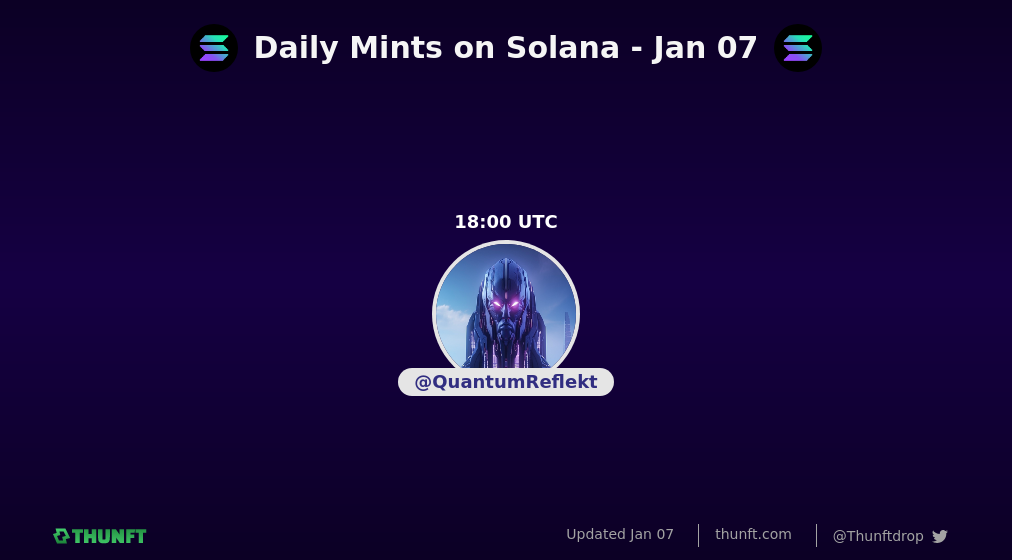 Daily Mints on Solana - Jan 07
18:00 UTC
@QuantumReflekt
THUNFT
Updated Jan 07
thunft.com
@Thunftdrop